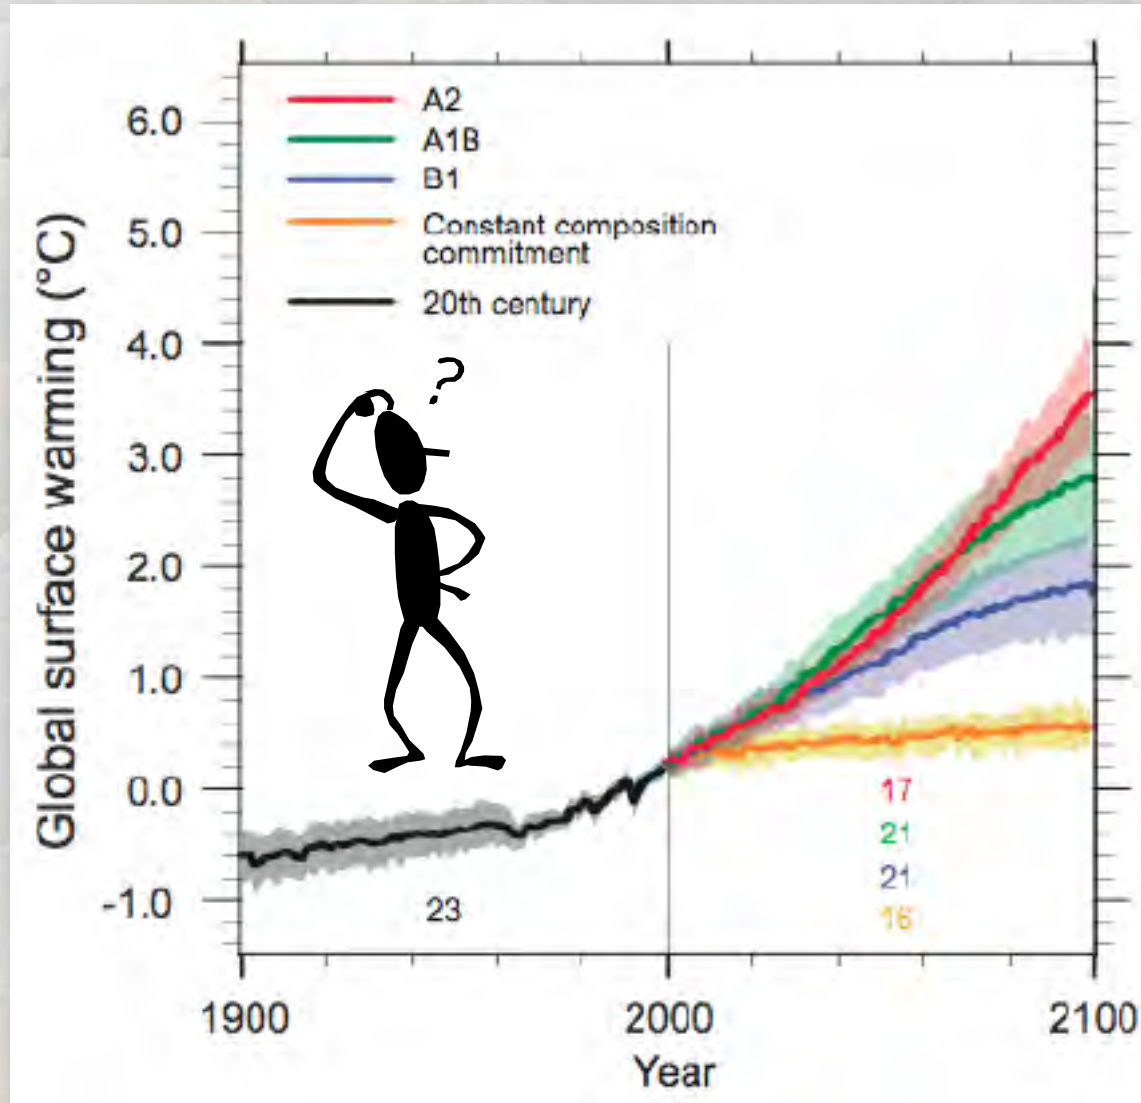 A2
A1B
B1
Constant composition
commitment
20th century
?
Global surface warming (°C)
6.0
5.0
4.0
3.0
2.0
1.0
0.0
-1.0
17
21
21
16
23
1900
2000
2100
Year